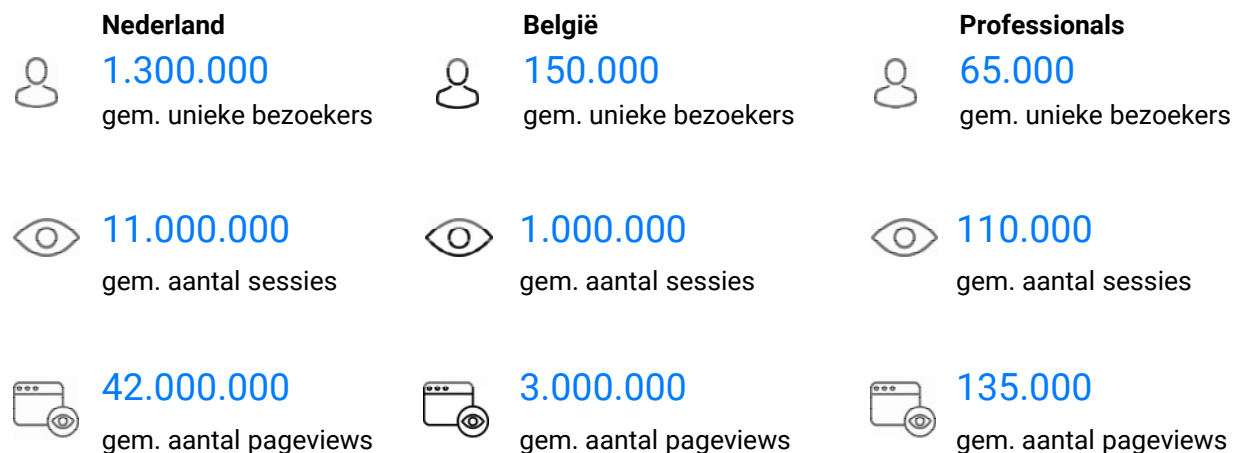 Nederland België Professionals
1.300.000 150.000 65.000
gem. unieke bezoekers gem. unieke bezoekers gem. unieke bezoekers
11.000.000 1.000.000 110.000
gem. aantal sessies gem. aantal sessies gem. aantal sessies
42.000.000 3.000.000 135.000
gem. aantal pageviews gem. aantal pageviews gem. aantal pageviews